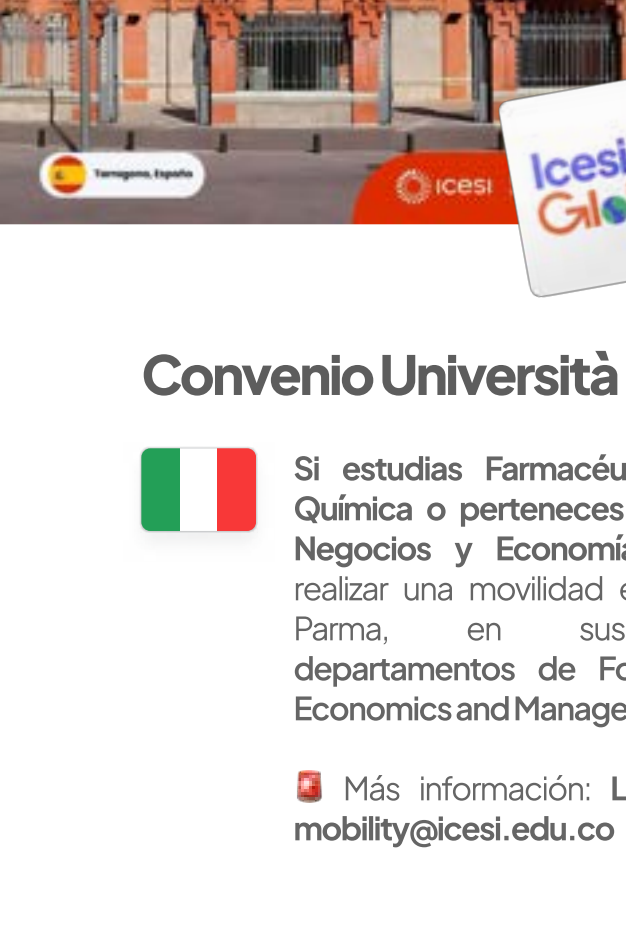 Tarragona, España
icesi
Icesi
Glo
Convenio Università
Si estudias Farmacéu
Química o perteneces
Negocios y Economía
realizar una movilidad e
Parma, en sus
departamentos de Fo
Economics and Manage
Más información: L
mobility@icesi.edu.co